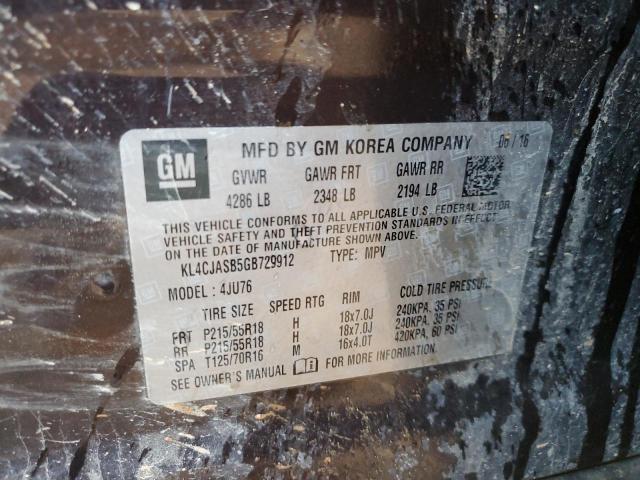 GM MFD BY GM KOREA COMPANY 06/16
GVWR GAWR FRT GAWR RR
4286 LB 2348 LB 2194 LB
THIS VEHICLE CONFORMS TO ALL APPLICABLE U.S. FEDERAL MOTOR
VEHICLE SAFETY AND THEFT PREVENTION STANDARDS IN EFFECT
ON THE DATE OF MANUFACTURE SHOWN ABOVE.
KL4CJASB5GB729912 TYPE: MPV
MODEL: 4JU76
TIRE SIZE SPEED RTG RIM COLD TIRE PRESSURE
FRT P215/55R18 H 18x7.0J 240KPA, 35 PSI
RR P215/55R18 H 18x7.0J 240KPA, 35 PSI
SPA T125/70R16 M 16x4.0T 420KPA, 60 PSI
SEE OWNER'S MANUAL FOR MORE INFORMATION.